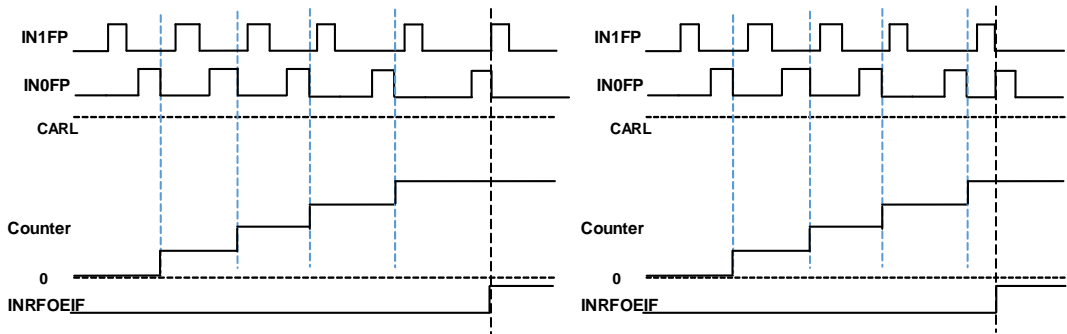 IN1FP
IN0FP
CARL
Counter
0
INRFOEIF
IN1FP
IN0FP
CARL
Counter
0
INRFOEIF